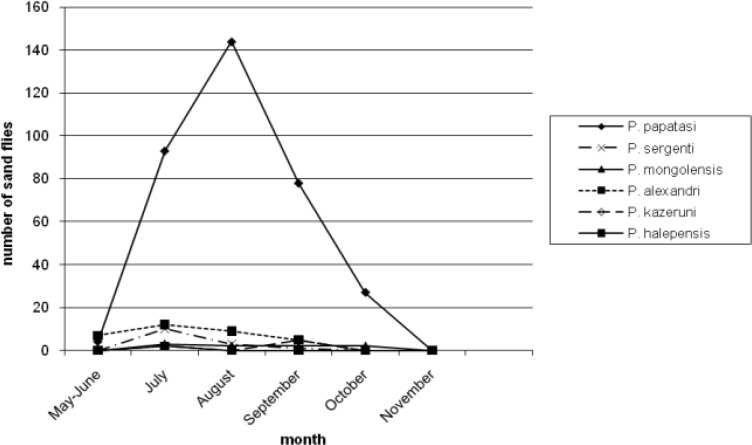 160
140
120
100
80
60
40
20
0
number of sand flies
May-June
July
August
September
October
November
month
P. papatasi
P. sergenti
P. mongolensis
P. alexandri
P. kazeruni
P. halepensis